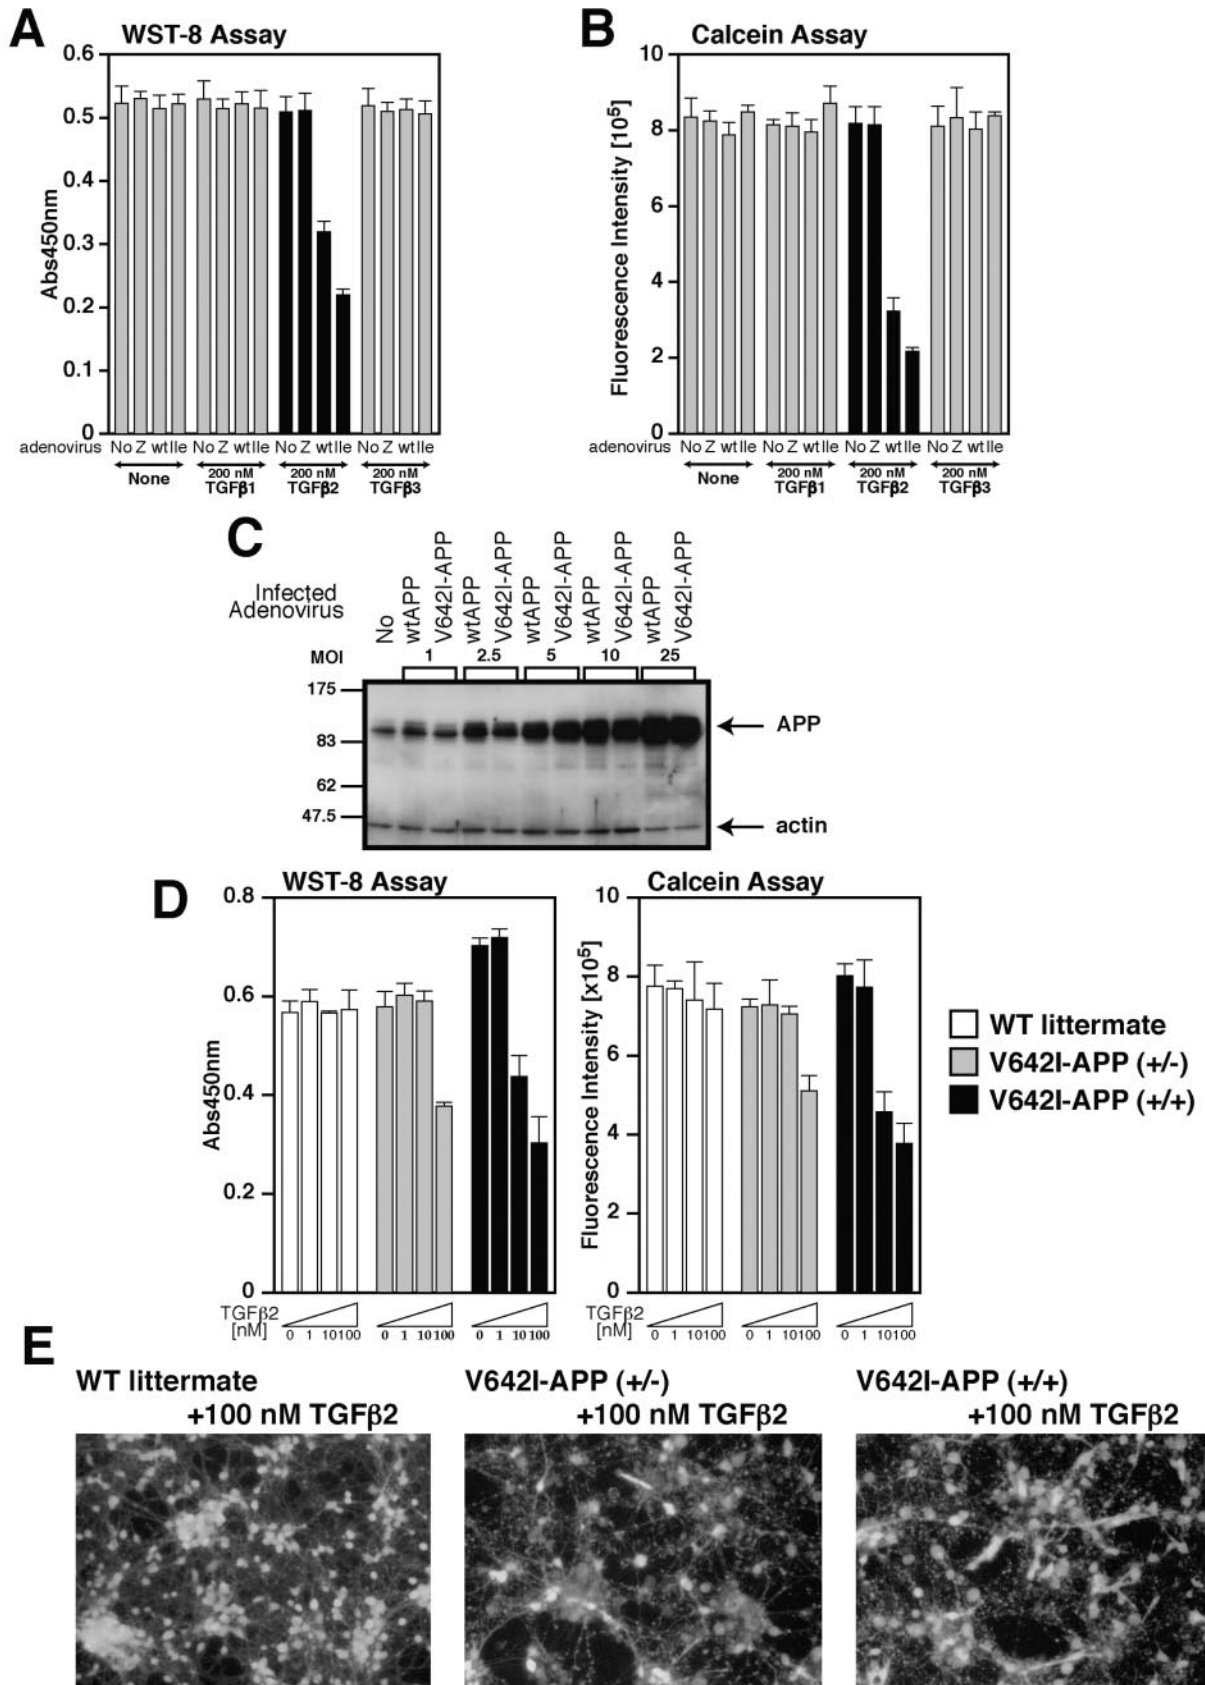 A
WST-8 Assay
0.6
0.5
0.4
0.3
0.2
0.1
0
Abs450nm
adenovirus No Z wt Ile No Z wt Ile No Z wt Ile No Z wt Ile
None
200 nM TGFβ1
200 nM TGFβ2
200 nM TGFβ3
B
Calcein Assay
10
8
6
4
2
0
Fluorescence Intensity [10⁵]
adenovirus No Z wt Ile No Z wt Ile No Z wt Ile No Z wt Ile
None
200 nM TGFβ1
200 nM TGFβ2
200 nM TGFβ3
C
Infected
Adenovirus
No
wtAPP
V642I-APP
wtAPP
V642I-APP
wtAPP
V642I-APP
wtAPP
V642I-APP
wtAPP
V642I-APP
MOI 1 2.5 5 10 25
175
83
62
47.5
APP
actin
D
WST-8 Assay
0.8
0.6
0.4
0.2
0
Abs450nm
TGFβ2
[nM]
0 1 10 100 0 1 10 100 0 1 10 100
Calcein Assay
10
8
6
4
2
0
Fluorescence Intensity [x10⁵]
TGFβ2
[nM]
0 1 10 100 0 1 10 100 0 1 10 100
WT littermate
V642I-APP (+/-)
V642I-APP (+/+)
E
WT littermate
+100 nM TGFβ2
V642I-APP (+/-)
+100 nM TGFβ2
V642I-APP (+/+)
+100 nM TGFβ2